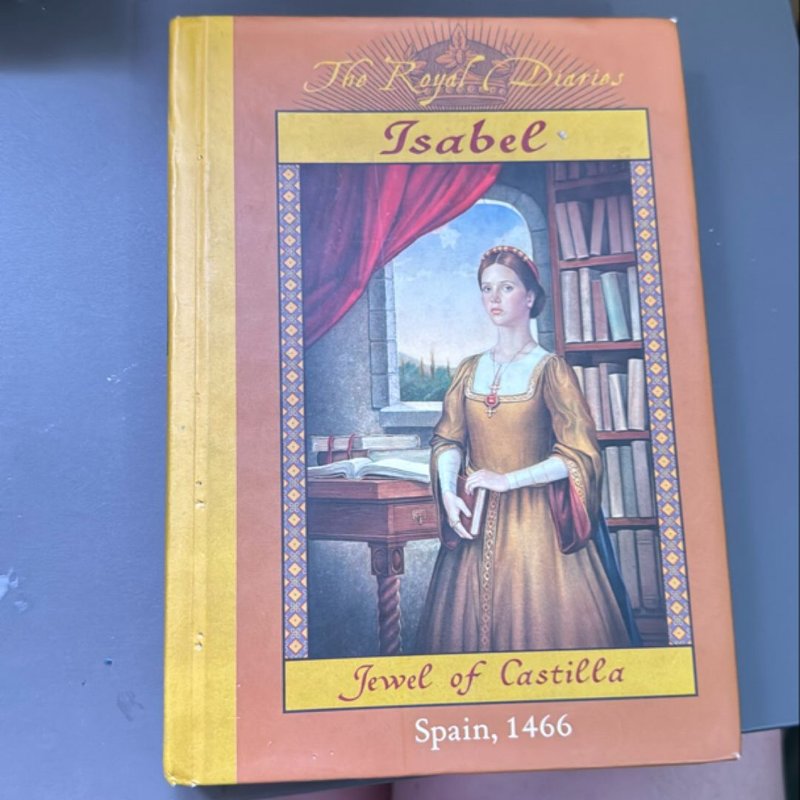 The Royal Diaries
Isabel
Jewel of Castilla
Spain, 1466